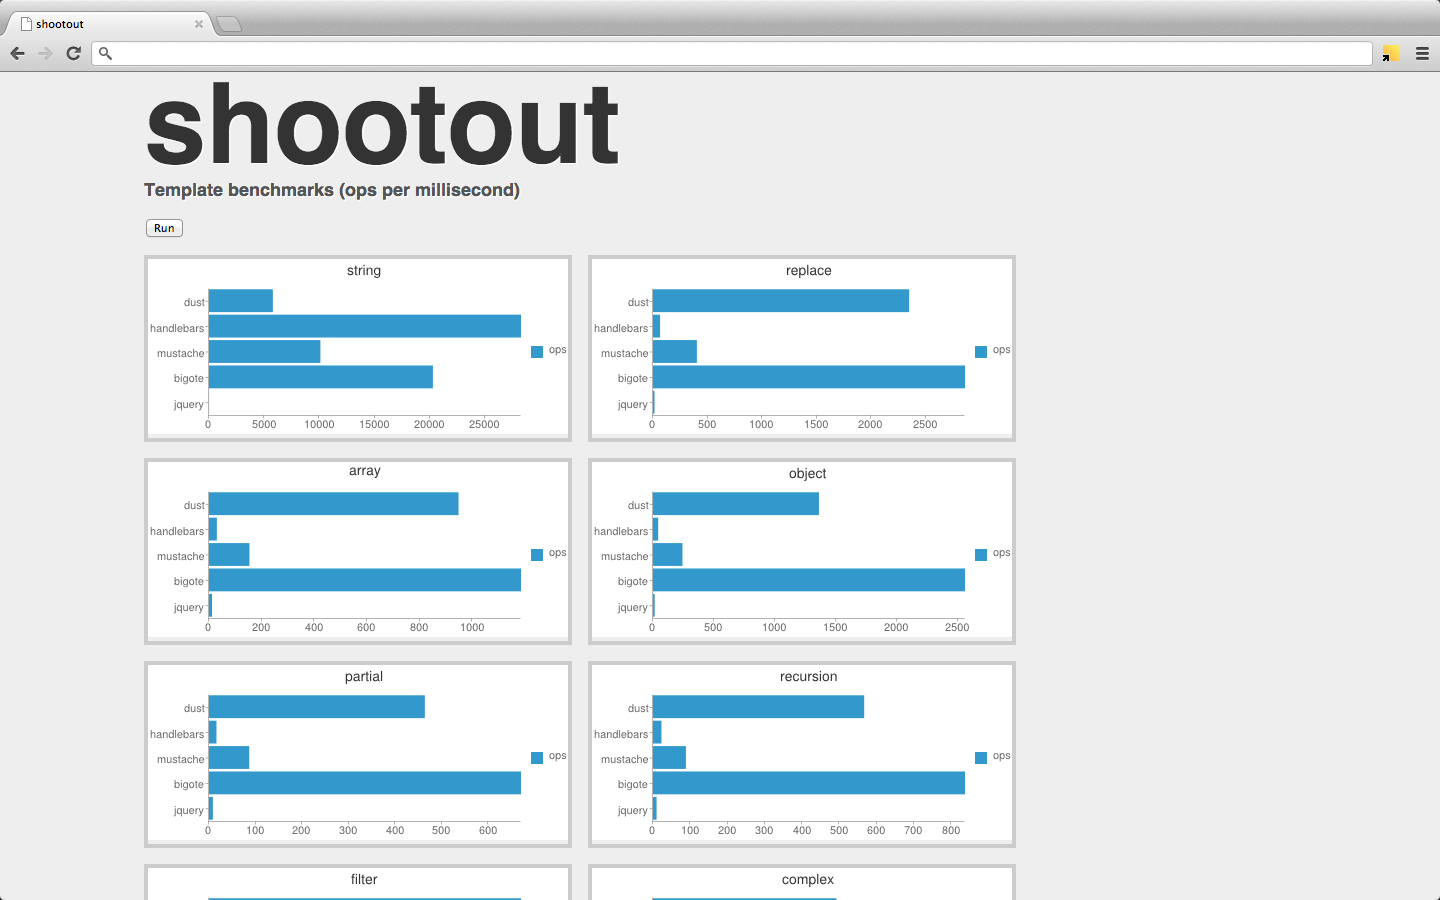 shootout
shootout
Template benchmarks (ops per millisecond)
Run
string
dust
handlebars
mustache
bigote
jquery
0 5000 10000 15000 20000 25000
ops
replace
dust
handlebars
mustache
bigote
jquery
0 500 1000 1500 2000 2500
ops
array
dust
handlebars
mustache
bigote
jquery
0 200 400 600 800 1000
ops
object
dust
handlebars
mustache
bigote
jquery
0 500 1000 1500 2000 2500
ops
partial
dust
handlebars
mustache
bigote
jquery
0 100 200 300 400 500 600
ops
recursion
dust
handlebars
mustache
bigote
jquery
0 100 200 300 400 500 600 700 800
ops
filter
complex